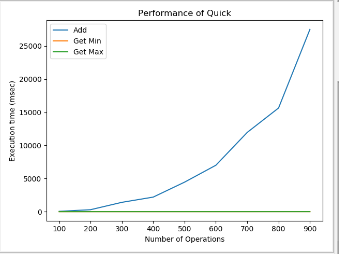 Performance of Quick
Add
Get Min
Get Max
Execution time (msec)
25000
20000
15000
10000
5000
0
100 200 300 400 500 600 700 800 900
Number of Operations